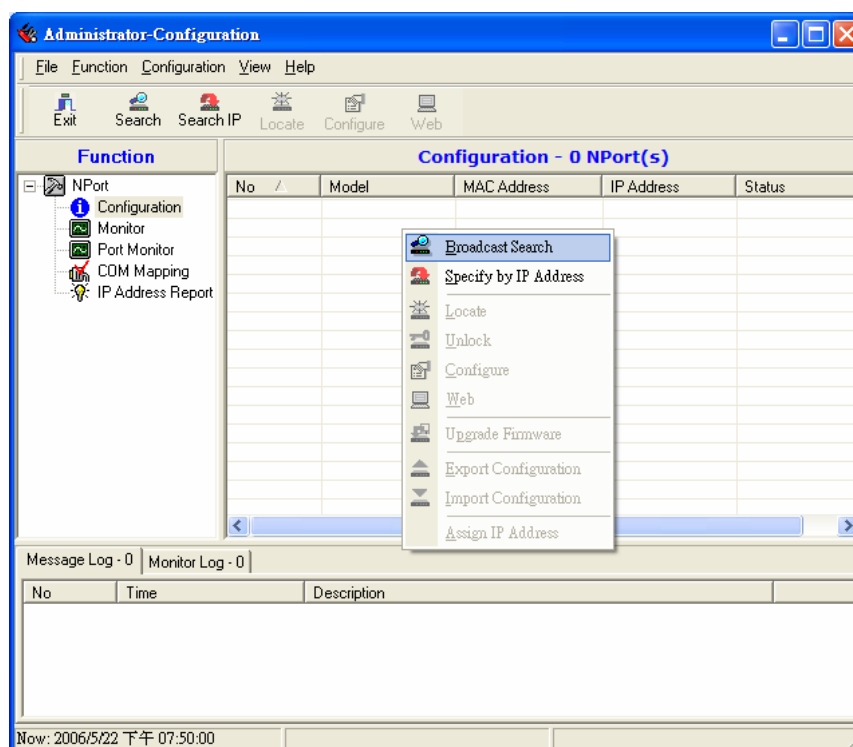 Administrator-Configuration
File Function Configuration View Help
Exit Search Search IP Locate Configure Web
Function
Configuration - 0 NPort(s)
NPort
Configuration
Monitor
Port Monitor
COM Mapping
IP Address Report
No Model MAC Address IP Address Status
Broadcast Search
Specify by IP Address
Locate
Unlock
Configure
Web
Upgrade Firmware
Export Configuration
Import Configuration
Assign IP Address
Message Log - 0 Monitor Log - 0
No Time Description
Now: 2006/5/22 下午 07:50:00